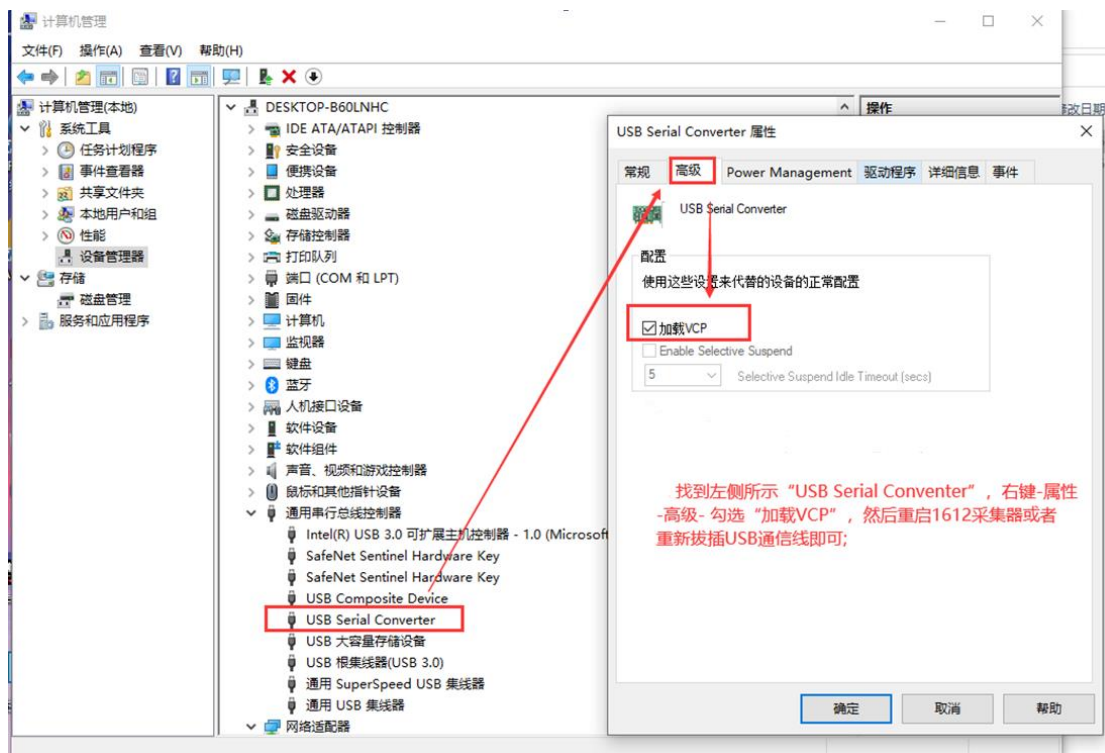 计算机管理
文件(F) 操作(A) 查看(V) 帮助(H)
计算机管理(本地)
系统工具
任务计划程序
事件查看器
共享文件夹
本地用户和组
性能
设备管理器
存储
磁盘管理
服务和应用程序
DESKTOP-B60LNHC
IDE ATA/ATAPI 控制器
安全设备
便携设备
处理器
磁盘驱动器
存储控制器
打印队列
端口 (COM 和 LPT)
固件
计算机
监视器
键盘
蓝牙
人机接口设备
软件设备
软件组件
声音、视频和游戏控制器
鼠标和其他指针设备
通用串行总线控制器
Intel(R) USB 3.0 可扩展主机控制器 - 1.0 (Microsoft
SafeNet Sentinel Hardware Key
SafeNet Sentinel Hardware Key
USB Composite Device
USB Serial Converter
USB 大容量存储设备
USB 根集线器(USB 3.0)
通用 SuperSpeed USB 集线器
通用 USB 集线器
网络适配器
操作
改日期
USB Serial Converter 属性
常规 高级 Power Management 驱动程序 详细信息 事件
USB Serial Converter
配置
使用这些设置来代替的设备的正常配置
加载VCP
Enable Selective Suspend
5 Selective Suspend Idle Timeout (secs)
找到左侧所示“USB Serial Conventer”，右键-属性
-高级- 勾选“加载VCP”，然后重启1612采集器或者
重新拔插USB通信线即可;
确定 取消 帮助